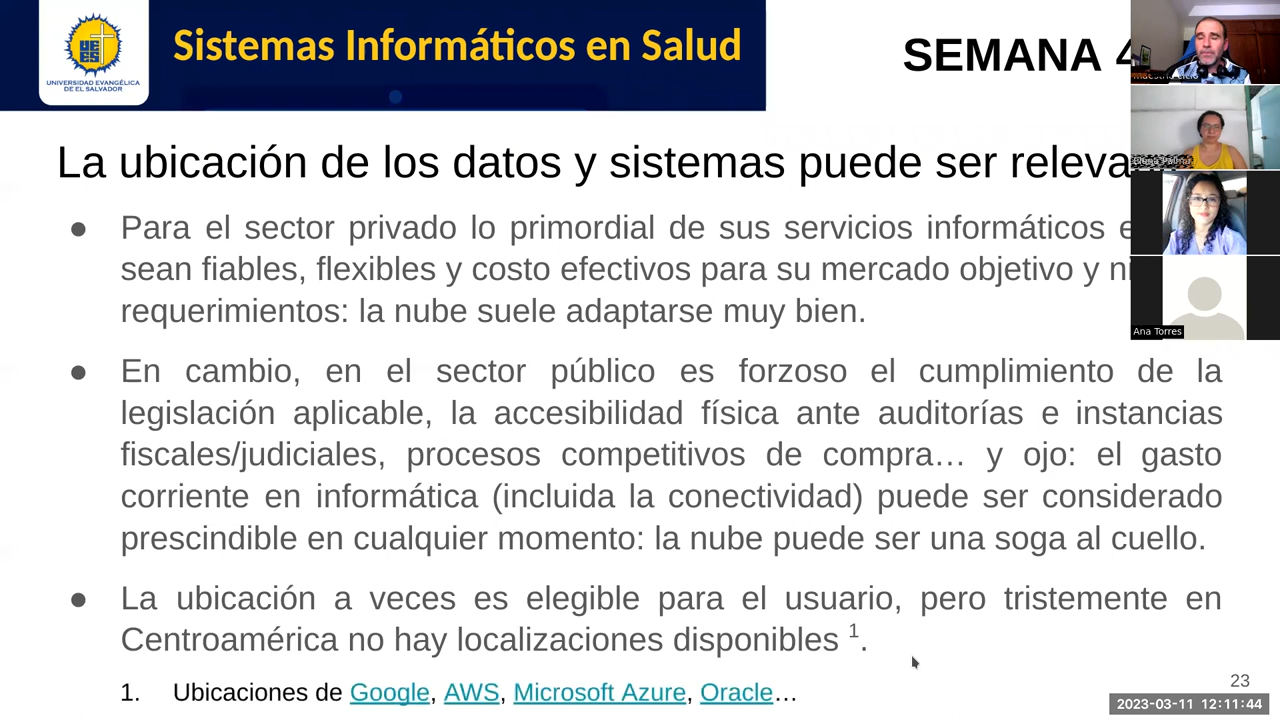 Sistemas Informáticos en Salud
SEMANA 4
UNIVERSIDAD EVANGÉLICA
DE EL SALVADOR
La ubicación de los datos y sistemas puede ser
Para el sector privado lo primordial de sus servicios informáticos
sean fiables, flexibles y costo efectivos para su mercado objetivo y
requerimientos: la nube suele adaptarse muy bien.
En cambio, en el sector público es forzoso el cumplimiento de la
legislación aplicable, la accesibilidad física ante auditorías e instancias
fiscales/judiciales, procesos competitivos de compra… y ojo: el gasto
corriente en informática (incluida la conectividad) puede ser considerado
prescindible en cualquier momento: la nube puede ser una soga al cuello.
La ubicación a veces es elegible para el usuario, pero tristemente en
Centroamérica no hay localizaciones disponibles 1.
1. Ubicaciones de Google, AWS, Microsoft Azure, Oracle…
Ana Torres
23
2023-03-11 12:11:44